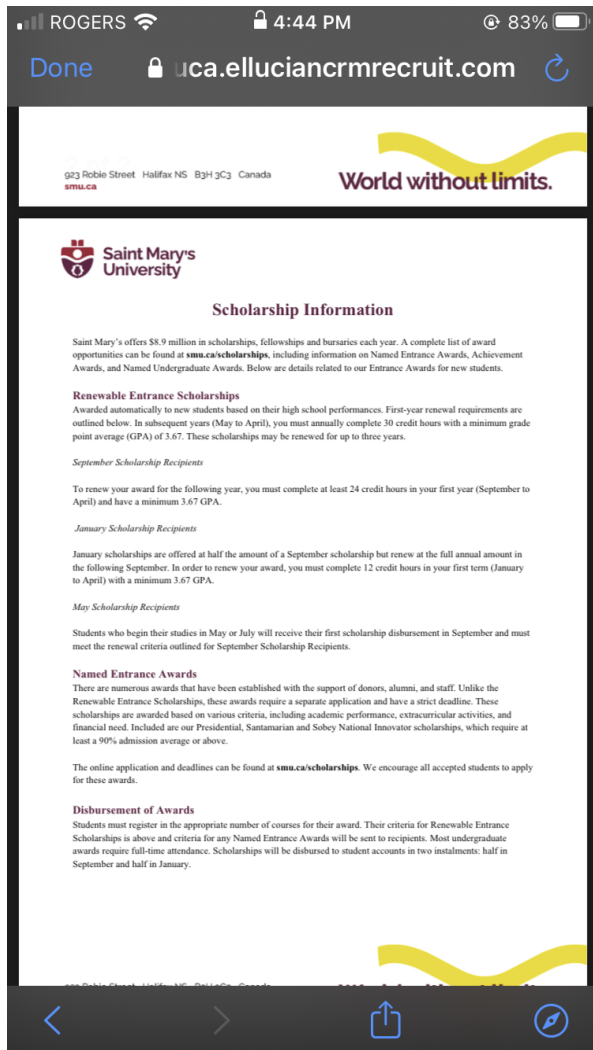 ROGERS 4:44 PM 83%
Done uca.elluciancrmrecruit.com
923 Robie Street Halifax NS B3H 3C3 Canada
smu.ca
World without limits.
Saint Mary's
University
Scholarship Information
Saint Mary's offers $8.9 million in scholarships, fellowships and bursaries each year. A complete list of award
opportunities can be found at smu.ca/scholarships, including information on Named Entrance Awards, Achievement
Awards, and Named Undergraduate Awards. Below are details related to our Entrance Awards for new students.
Renewable Entrance Scholarships
Awarded automatically to new students based on their high school performances. First-year renewal requirements are
outlined below. In subsequent years (May to April), you must annually complete 30 credit hours with a minimum grade
point average (GPA) of 3.67. These scholarships may be renewed for up to three years.
September Scholarship Recipients
To renew your award for the following year, you must complete at least 24 credit hours in your first year (September to
April) and have a minimum 3.67 GPA.
January Scholarship Recipients
January scholarships are offered at half the amount of a September scholarship but renew at the full annual amount in
the following September. In order to renew your award, you must complete 12 credit hours in your first term (January
to April) with a minimum 3.67 GPA.
May Scholarship Recipients
Students who begin their studies in May or July will receive their first scholarship disbursement in September and must
meet the renewal criteria outlined for September Scholarship Recipients.
Named Entrance Awards
There are numerous awards that have been established with the support of donors, alumni, and staff. Unlike the
Renewable Entrance Scholarships, these awards require a separate application and have a strict deadline. These
scholarships are awarded based on various criteria, including academic performance, extracurricular activities, and
financial need. Included are our Presidential, Santamarian and Sobey National Innovator scholarships, which require at
least a 90% admission average or above.
The online application and deadlines can be found at smu.ca/scholarships. We encourage all accepted students to apply
for these awards.
Disbursement of Awards
Students must register in the appropriate number of courses for their award. Their criteria for Renewable Entrance
Scholarships is above and criteria for any Named Entrance Awards will be sent to recipients. Most undergraduate
awards require full-time attendance. Scholarships will be disbursed to student accounts in two instalments: half in
September and half in January.